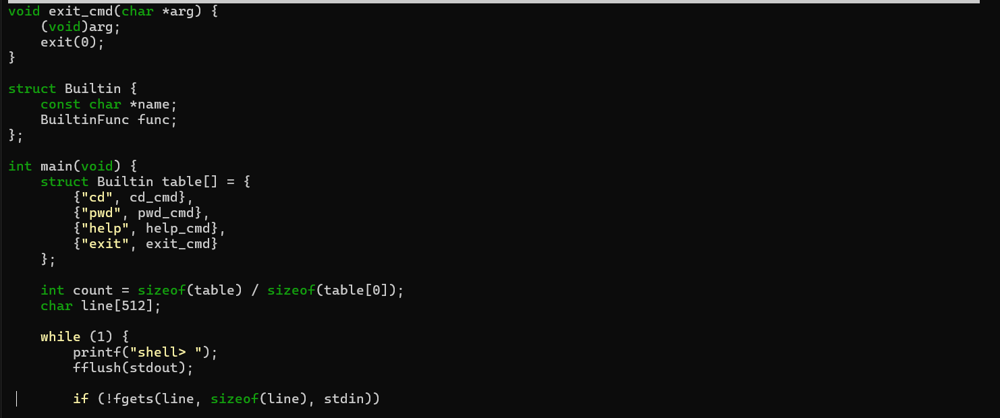 void exit_cmd(char *arg) {
    (void)arg;
    exit(0);
}

struct Builtin {
    const char *name;
    BuiltinFunc func;
};

int main(void) {
    struct Builtin table[] = {
        {"cd", cd_cmd},
        {"pwd", pwd_cmd},
        {"help", help_cmd},
        {"exit", exit_cmd}
    };

    int count = sizeof(table) / sizeof(table[0]);
    char line[512];

    while (1) {
        printf("shell> ");
        fflush(stdout);

        if (!fgets(line, sizeof(line), stdin))